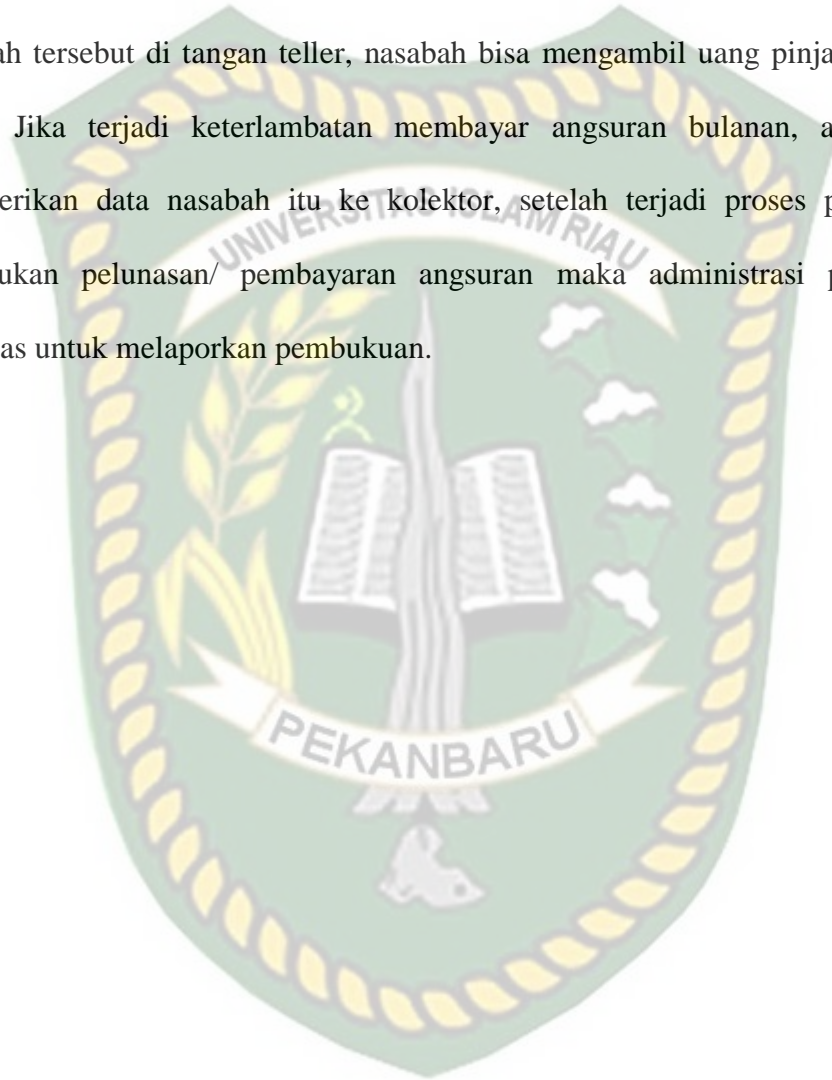 ah tersebut di tangan teller, nasabah bisa mengambil uang pinja
Jika terjadi keterlambatan membayar angsuran bulanan, a
erikan data nasabah itu ke kolektor, setelah terjadi proses p
ukan pelunasan/ pembayaran angsuran maka administrasi p
as untuk melaporkan pembukuan.
UNIVERSITAS ISLAM RIAU
PEKANBARU